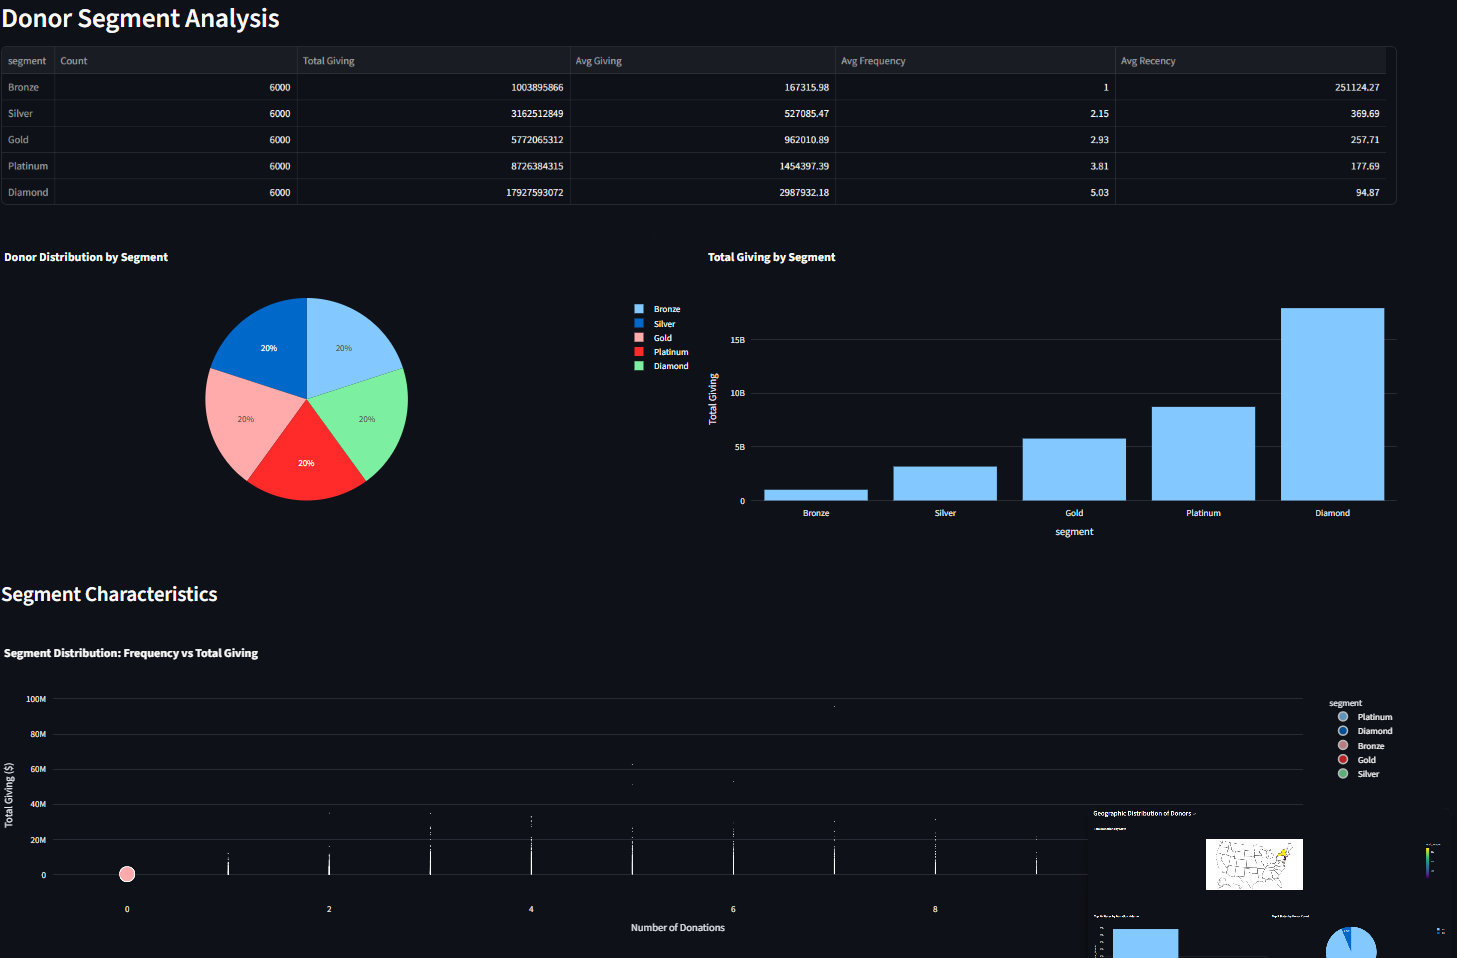 Donor Segment Analysis
segment Count Total Giving Avg Giving Avg Frequency Avg Recency
Bronze 6000 1003895866 167315.98 1 251124.27
Silver 6000 3162512849 527085.47 2.15 369.69
Gold 6000 5772065312 962010.89 2.93 257.71
Platinum 6000 8726384315 1454397.39 3.81 177.69
Diamond 6000 17927593072 2987932.18 5.03 94.87
Donor Distribution by Segment
20%
20%
20%
20%
20%
Bronze
Silver
Gold
Platinum
Diamond
Total Giving by Segment
15B
10B
5B
0
Total Giving
Bronze Silver Gold Platinum Diamond
segment
Segment Characteristics
Segment Distribution: Frequency vs Total Giving
100M
80M
60M
40M
20M
0
Total Giving ($)
0 2 4 6 8
Number of Donations
segment
Platinum
Diamond
Bronze
Gold
Silver
Geographic Distribution of Donors